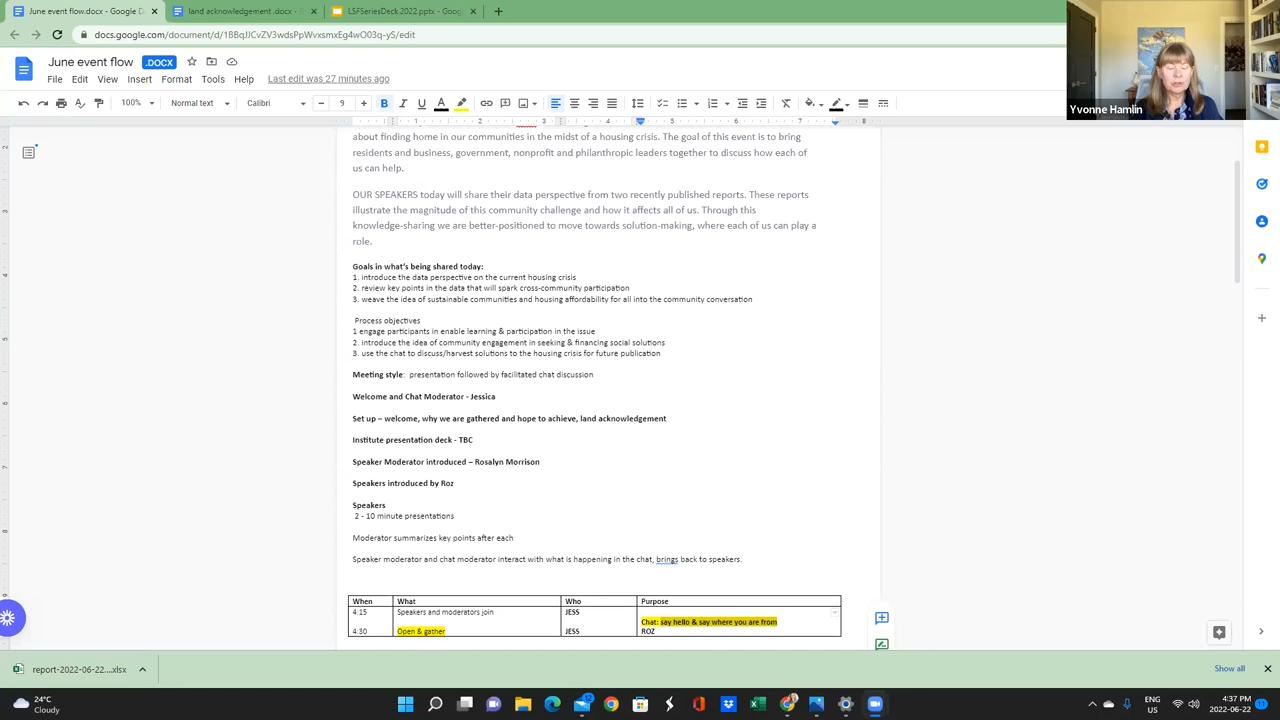 June event flow.docx - Google D
land acknowledgement.docx -
LSFSeriesDeck.2022.pptx - Goog
docs.google.com/document/d/1BBqJJCvZV3wdsPpWvxsmxEg4wO03q-yS/edit
June event flow .DOCX
File Edit View Insert Format Tools Help Last edit was 27 minutes ago
100% Normal text Calibri 9
1 2 3 5 6 7 8
about finding home in our communities in the midst of a housing crisis. The goal of this event is to bring
residents and business, government, nonprofit and philanthropic leaders together to discuss how each of
us can help.
OUR SPEAKERS today will share their data perspective from two recently published reports. These reports
illustrate the magnitude of this community challenge and how it affects all of us. Through this
knowledge-sharing we are better-positioned to move towards solution-making, where each of us can play a
role.
Goals in what's being shared today:
1. introduce the data perspective on the current housing crisis
2. review key points in the data that will spark cross-community participation
3. weave the idea of sustainable communities and housing affordability for all into the community conversation
Process objectives
1 engage participants in enable learning & participation in the issue
2. introduce the idea of community engagement in seeking & financing social solutions
3. use the chat to discuss/harvest solutions to the housing crisis for future publication
Meeting style: presentation followed by facilitated chat discussion
Welcome and Chat Moderator - Jessica
Set up – welcome, why we are gathered and hope to achieve, land acknowledgement
Institute presentation deck - TBC
Speaker Moderator introduced – Rosalyn Morrison
Speakers introduced by Roz
Speakers
2 - 10 minute presentations
Moderator summarizes key points after each
Speaker moderator and chat moderator interact with what is happening in the chat, brings back to speakers.
When What Who Purpose
4:15 Speakers and moderators join JESS
Chat: say hello & say where you are from
4:30 Open & gather JESS ROZ
Yvonne Hamlin
report-2022-06-22....xlsx
Show all
24°C
Cloudy
12
ENG
US
4:37 PM
2022-06-22
11